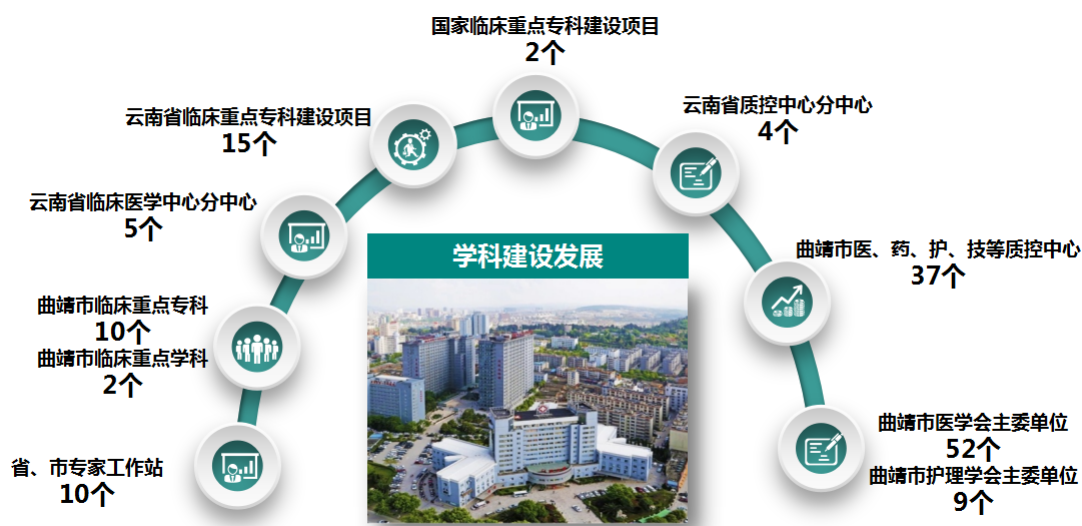 国家临床重点专科建设项目
2个
云南省临床重点专科建设项目
15个
云南省质控中心分中心
4个
云南省临床医学中心分中心
5个
曲靖市医、药、护、技等质控中心
37个
学科建设发展
曲靖市临床重点专科
10个
曲靖市临床重点学科
2个
省、市专家工作站
10个
曲靖市医学会主委单位
52个
曲靖市护理学会主委单位
9个